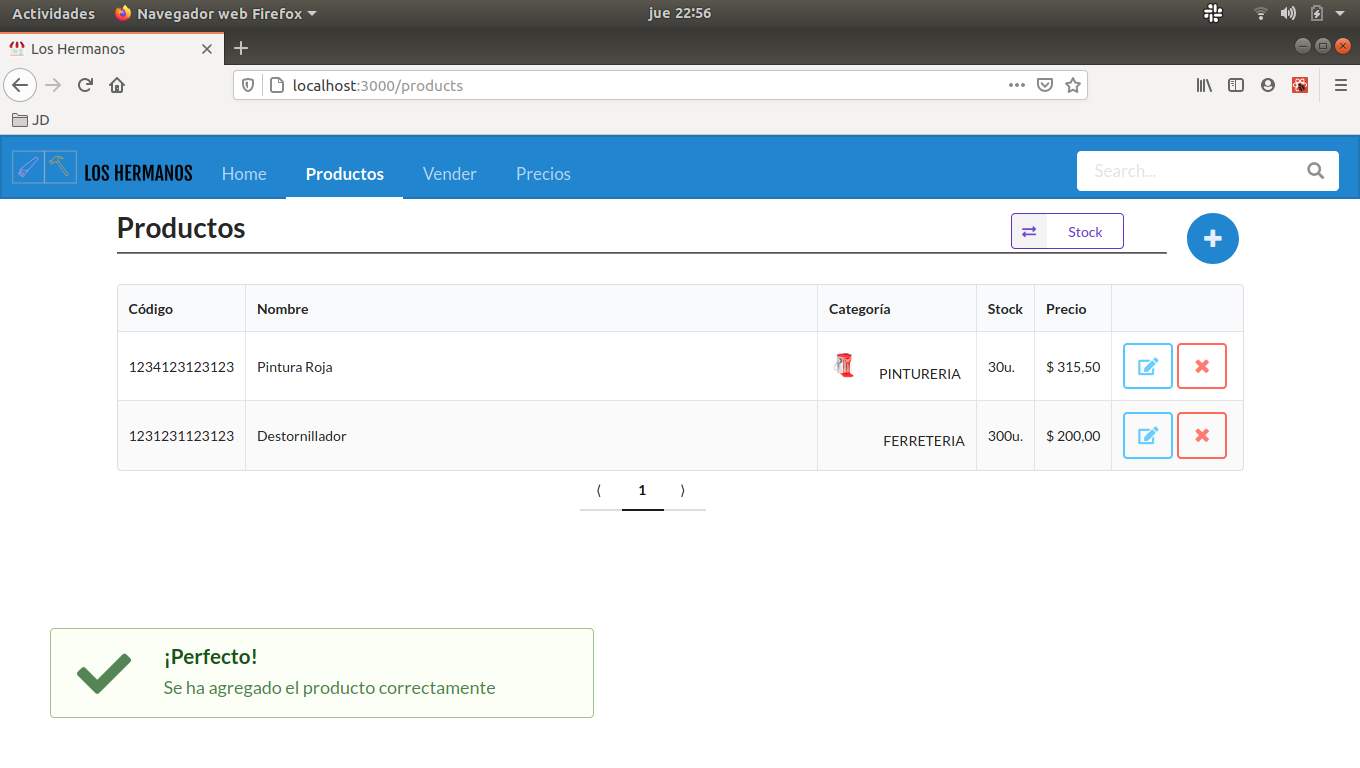 Actividades Navegador web Firefox jue 22:56
Los Hermanos
localhost:3000/products
JD
LOS HERMANOS Home Productos Vender Precios Search...
Productos Stock
Código Nombre Categoría Stock Precio
1234123123123 Pintura Roja PINTURERIA 30u. $ 315,50
1231231123123 Destornillador FERRETERIA 300u. $ 200,00
⟨ 1 ⟩
¡Perfecto!
Se ha agregado el producto correctamente